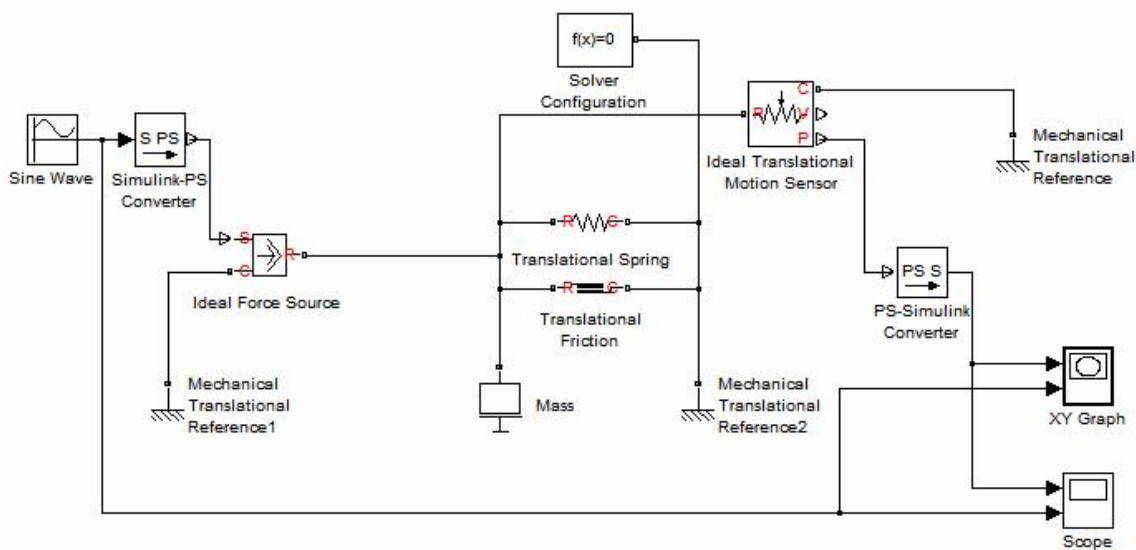 f(x)=0
Solver
Configuration
Sine Wave
S PS
Simulink-PS
Converter
S
C
R
Ideal Force Source
Mechanical
Translational
Reference1
R
C
V
P
Ideal Translational
Motion Sensor
Mechanical
Translational
Reference
R
C
Translational Spring
R
C
Translational
Friction
Mass
Mechanical
Translational
Reference2
PS S
PS-Simulink
Converter
XY Graph
Scope